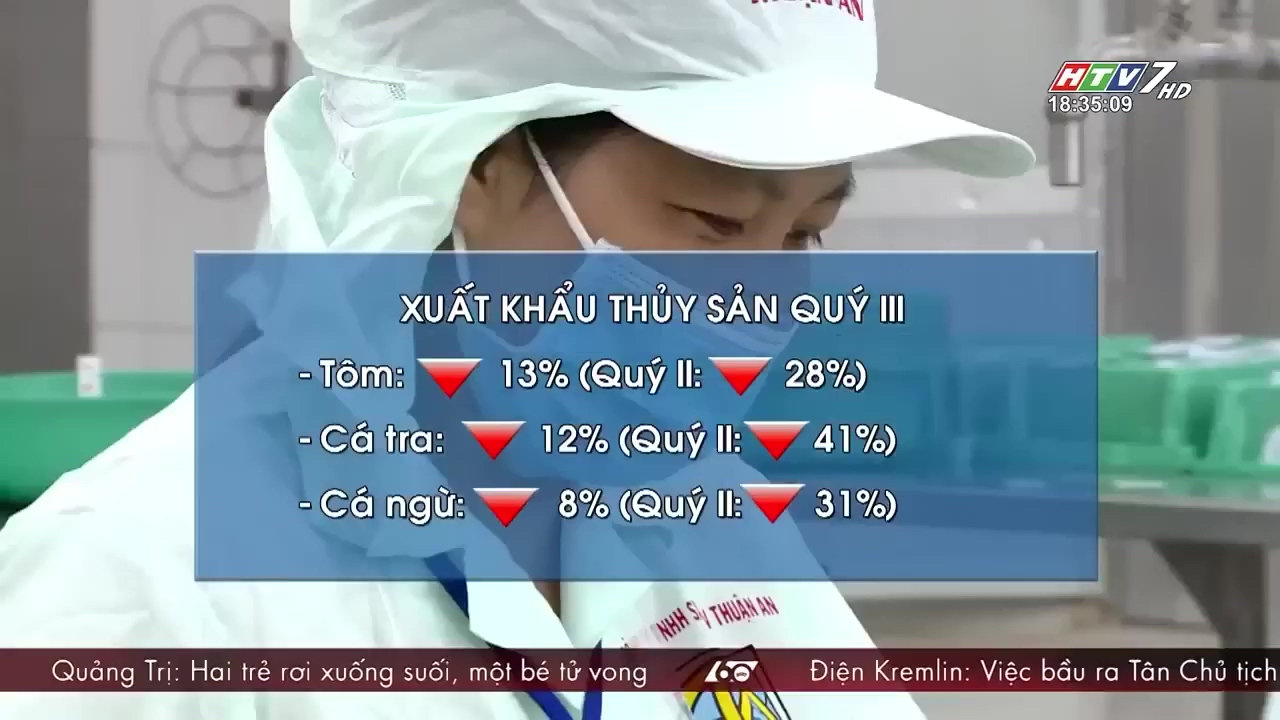 HTV7 HD
18:35:09
XUẤT KHẨU THỦY SẢN QUÝ III
- Tôm: 13% (Quý II: 28%)
- Cá tra: 12% (Quý II: 41%)
- Cá ngừ: 8% (Quý II: 31%)
THUẬN AN
Quảng Trị: Hai trẻ rơi xuống suối, một bé tử vong
Điện Kremlin: Việc bầu ra Tân Chủ tịch